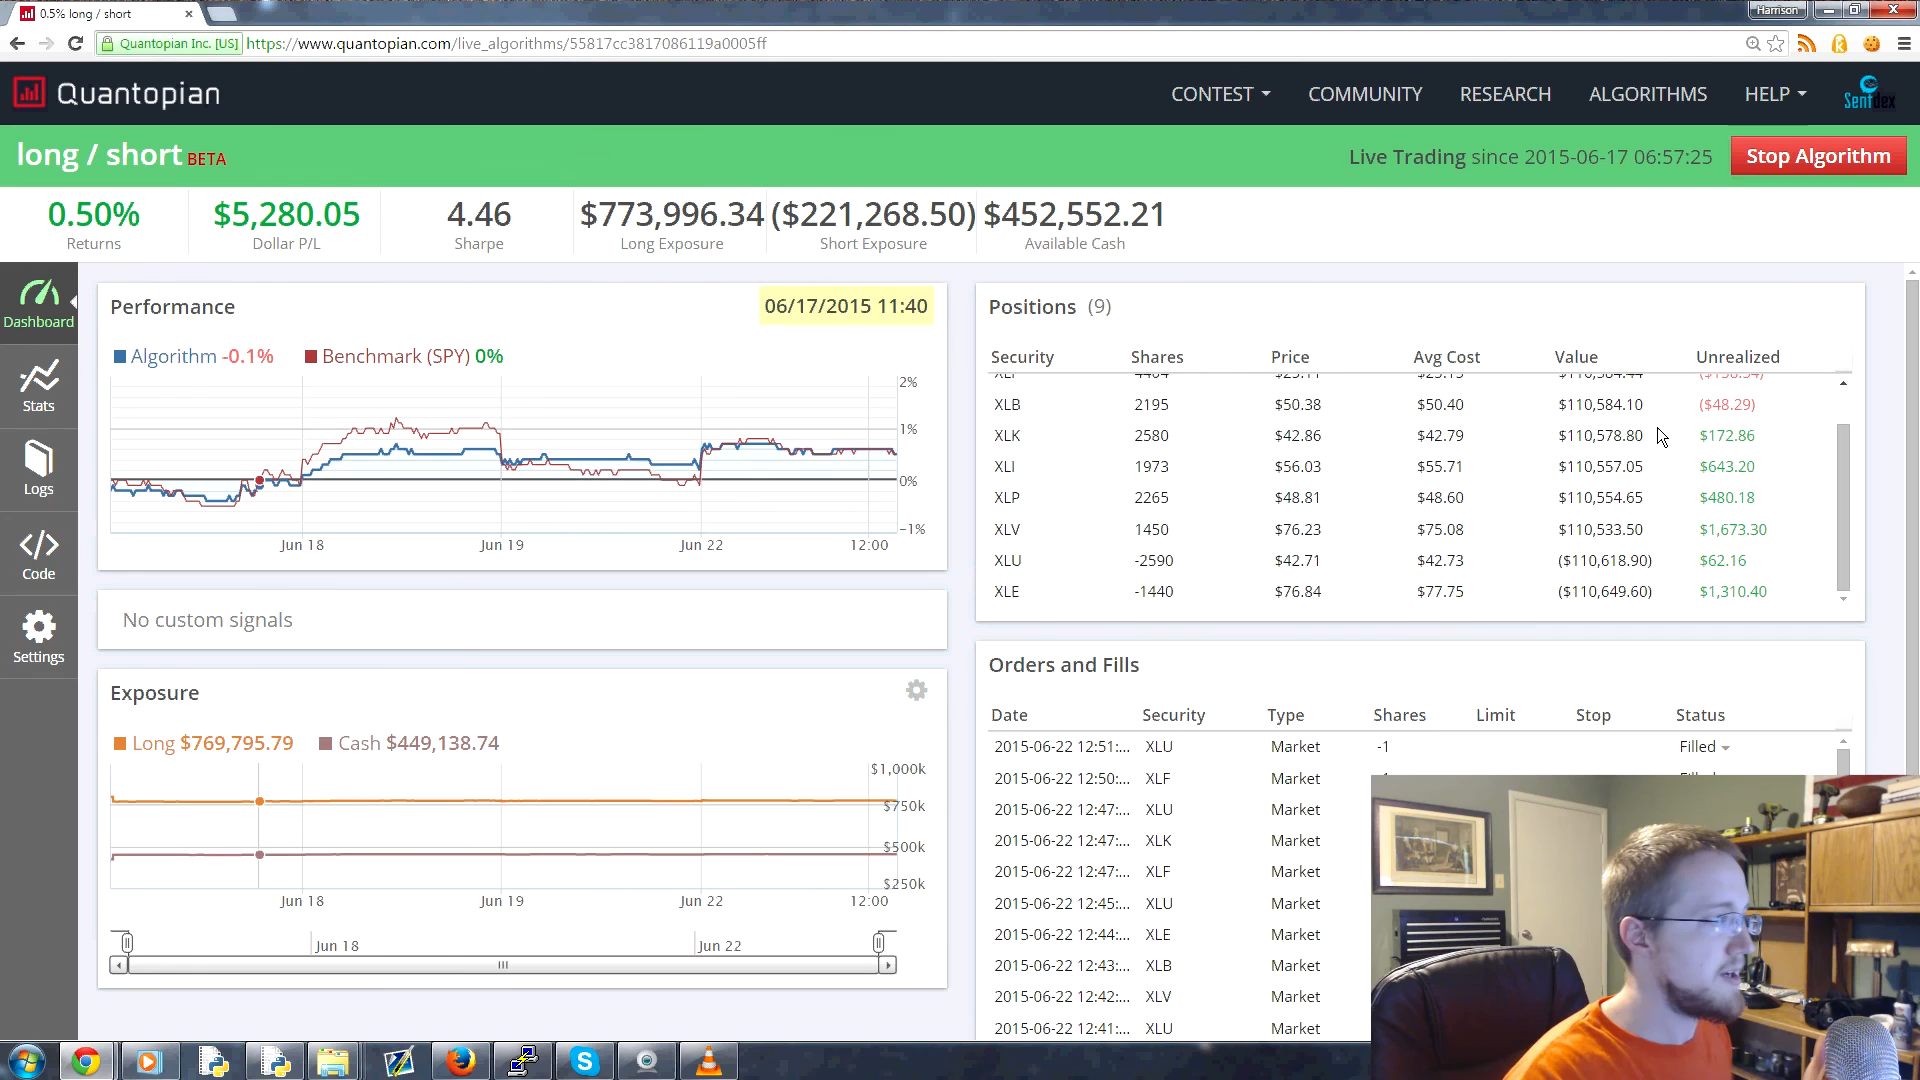 0.5% long / short
Harrison
Quantopian Inc. [US] https://www.quantopian.com/live_algorithms/55817cc3817086119a0005ff
Quantopian
CONTEST COMMUNITY RESEARCH ALGORITHMS HELP
Sentdex
long / short BETA
Live Trading since 2015-06-17 06:57:25
Stop Algorithm
0.50% $5,280.05 4.46 $773,996.34 ($221,268.50) $452,552.21
Returns Dollar P/L Sharpe Long Exposure Short Exposure Available Cash
Dashboard
Stats
Logs
Code
Settings
Performance
06/17/2015 11:40
Algorithm -0.1% Benchmark (SPY) 0%
2%
1%
0%
-1%
Jun 18 Jun 19 Jun 22 12:00
No custom signals
Exposure
Long $769,795.79 Cash $449,138.74
$1,000k
$750k
$500k
$250k
Jun 18 Jun 19 Jun 22 12:00
Jun 18 Jun 22
Positions (9)
Security Shares Price Avg Cost Value Unrealized
XLB 2195 $50.38 $50.40 $110,584.10 ($48.29)
XLK 2580 $42.86 $42.79 $110,578.80 $172.86
XLI 1973 $56.03 $55.71 $110,557.05 $643.20
XLP 2265 $48.81 $48.60 $110,554.65 $480.18
XLV 1450 $76.23 $75.08 $110,533.50 $1,673.30
XLU -2590 $42.71 $42.73 ($110,618.90) $62.16
XLE -1440 $76.84 $77.75 ($110,649.60) $1,310.40
Orders and Fills
Date Security Type Shares Limit Stop Status
2015-06-22 12:51:... XLU Market -1 Filled
2015-06-22 12:50:... XLF Market
2015-06-22 12:47:... XLU Market
2015-06-22 12:47:... XLK Market
2015-06-22 12:47:... XLF Market
2015-06-22 12:45:... XLU Market
2015-06-22 12:44:... XLE Market
2015-06-22 12:43:... XLB Market
2015-06-22 12:42:... XLV Market
2015-06-22 12:41:... XLU Market